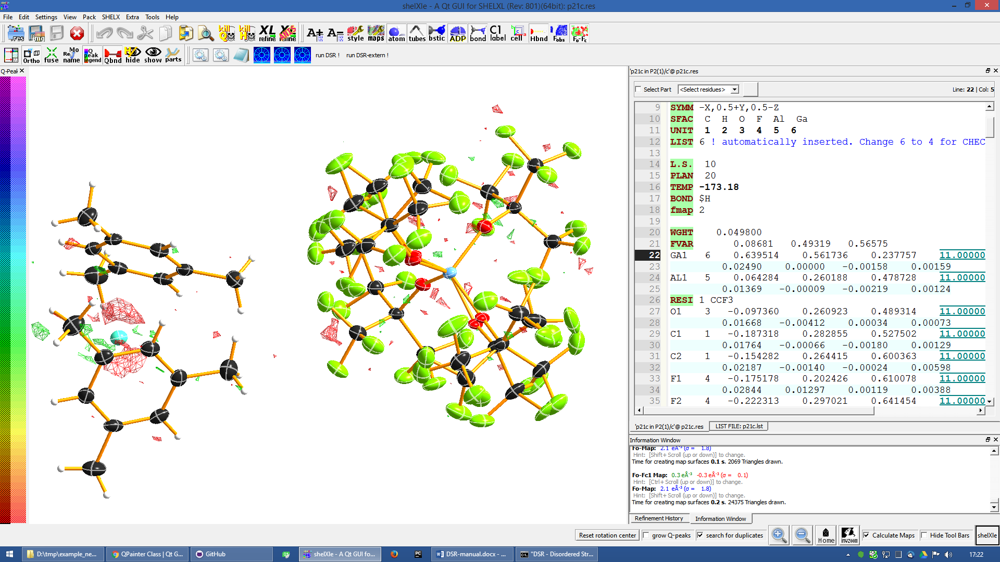 shelXle - A Qt GUI for SHELXL (Rev: 801)(64bit): p21c.res
File Edit Settings View Pack SHELX Extra Tools Help
.res img kill Q kill H XL refine refine ANIS A+ A- style maps atom tubes bstic ADP bond C1 label cell Hbnd Fobs Fo-Fc
Ortho fuse ReMo name Q peak legend Qbnd hide show parts run DSR ! run DSR-extern !
Q-Peal
'p21c in P2(1)/c'@ p21c.res
Select Part <Select residues> Line: 22 | Col: 5
9 SYMM -X,0.5+Y,0.5-Z
10 SFAC C H O F Al Ga
11 UNIT 1 2 3 4 5 6
12 LIST 6 ! automatically inserted. Change 6 to 4 for CHEC
13
14 L.S. 10
15 PLAN 20
16 TEMP -173.18
17 BOND $H
18 fmap 2
19
20 WGHT 0.049800
21 FVAR 0.08681 0.49319 0.56575
22 GA1 6 0.639514 0.561736 0.237757 11.00000
23 0.02490 0.00000 -0.00158 0.00159
24 AL1 5 0.064284 0.260188 0.478728 11.00000
25 0.01369 -0.00009 -0.00219 0.00124
26 RESI 1 CCF3
27 O1 3 -0.097360 0.260923 0.489314 11.00000
28 0.01668 -0.00412 0.00034 0.00073
29 C1 1 -0.187318 0.282855 0.527502 11.00000
30 0.01764 -0.00066 -0.00180 0.00129
31 C2 1 -0.154282 0.264415 0.600363 11.00000
32 0.02187 -0.00140 -0.00024 0.00598
33 F1 4 -0.175178 0.202426 0.610078 11.00000
34 0.02844 0.01297 0.00119 0.00388
35 F2 4 -0.222313 0.297021 0.641454 11.00000
'p21c in P2(1)/c'@ p21c.res LIST FILE: p21c.lst
Information Window
Fo-Map: 2.1 eÅ⁻³ (σ = 1.8)
Hint: [Shift+ Scroll (up or down)] to change.
Time for creating map surfaces 0.1 s. 2069 Triangles drawn.
Fo-Fc1 Map: 0.3 eÅ⁻³ -0.3 eÅ⁻³ (σ = 0.1)
Hint: [Ctrl+ Scroll (up or down)] to change.
Fo-Map: 2.1 eÅ⁻³ (σ = 1.8)
Hint: [Shift+ Scroll (up or down)] to change.
Time for creating map surfaces 0.2 s. 24375 Triangles drawn.
Refinement History Information Window
Reset rotation center grow Q-peaks search for duplicates Home invzoom Calculate Maps Hide Tool Bars shelXle
D:\tmp\example_ne... QPainter Class | Qt G... GitHub shelXle - A Qt GUI fo... PC DSR-manual.docx - ... "DSR - Disordered Str... 17:22